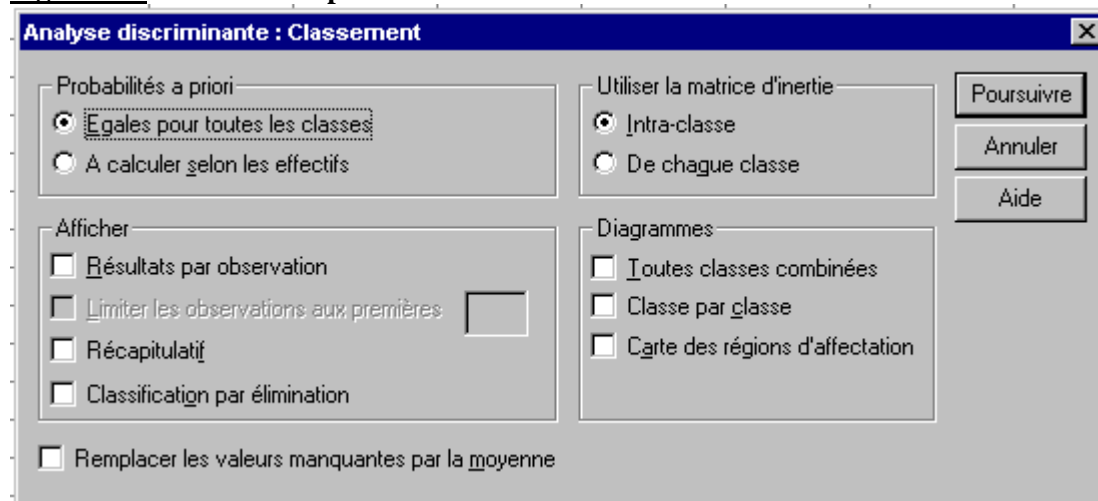 Analyse discriminante : Classement
Probabilités a priori
Egales pour toutes les classes
A calculer selon les effectifs
Utiliser la matrice d'inertie
Intra-classe
De chaque classe
Poursuivre
Annuler
Aide
Afficher
Résultats par observation
Limiter les observations aux premières
Récapitulatif
Classification par élimination
Diagrammes
Toutes classes combinées
Classe par classe
Carte des régions d'affectation
Remplacer les valeurs manquantes par la moyenne